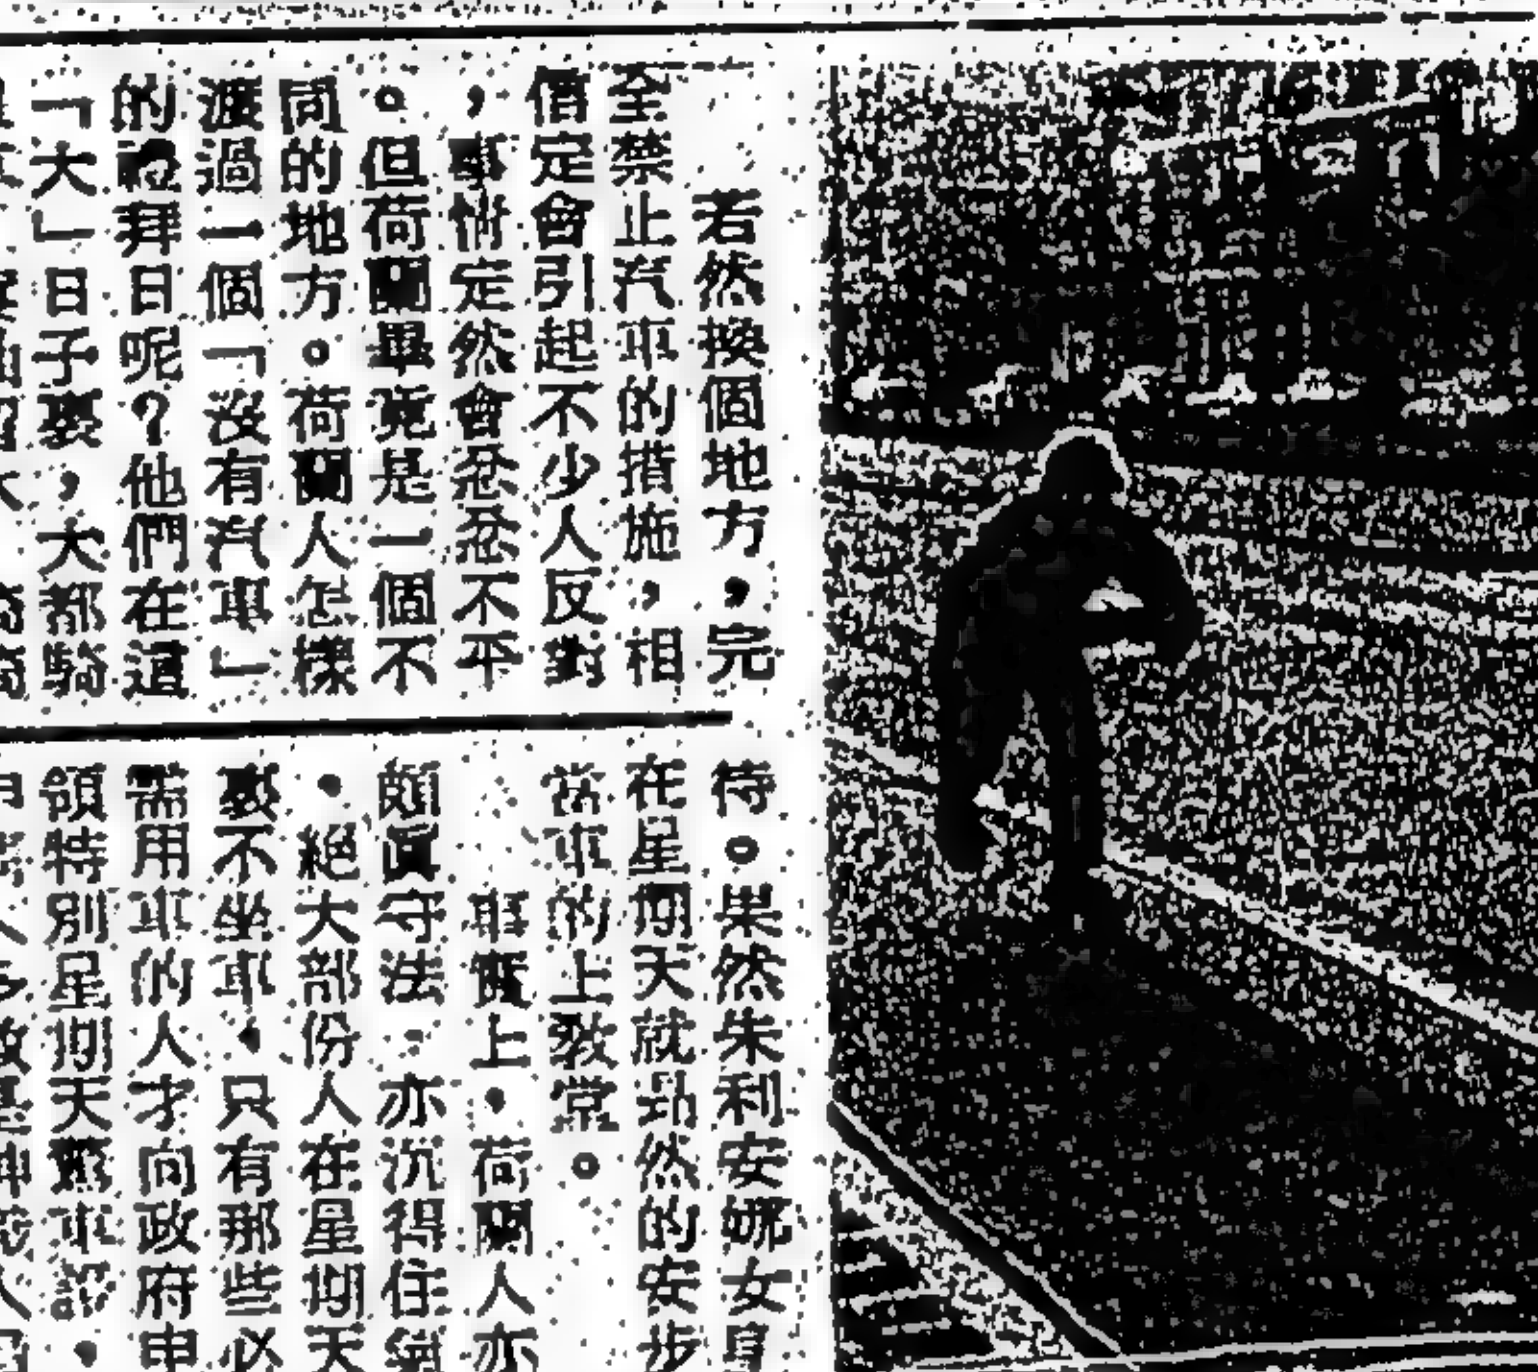 若然換個地方，完
全禁止汽車的措施，相
信定會引起不少人反對
，事情定然會忿忿不平
。但荷蘭畢竟是一個不
同的地方。荷蘭人怎樣
渡過一個「沒有汽車」
的禮拜日呢？他們在這
「大」日子裏，大都騎
待。果然朱利安娜女皇
在星期天就昂然的安步
當車的上教堂。
事實上，荷蘭人亦
頗眞守法，亦沉得住氣
，絕大部份人在星期天
裏不坐車，只有那些必
需用車的人才向政府申
領特別星期天駕車證，